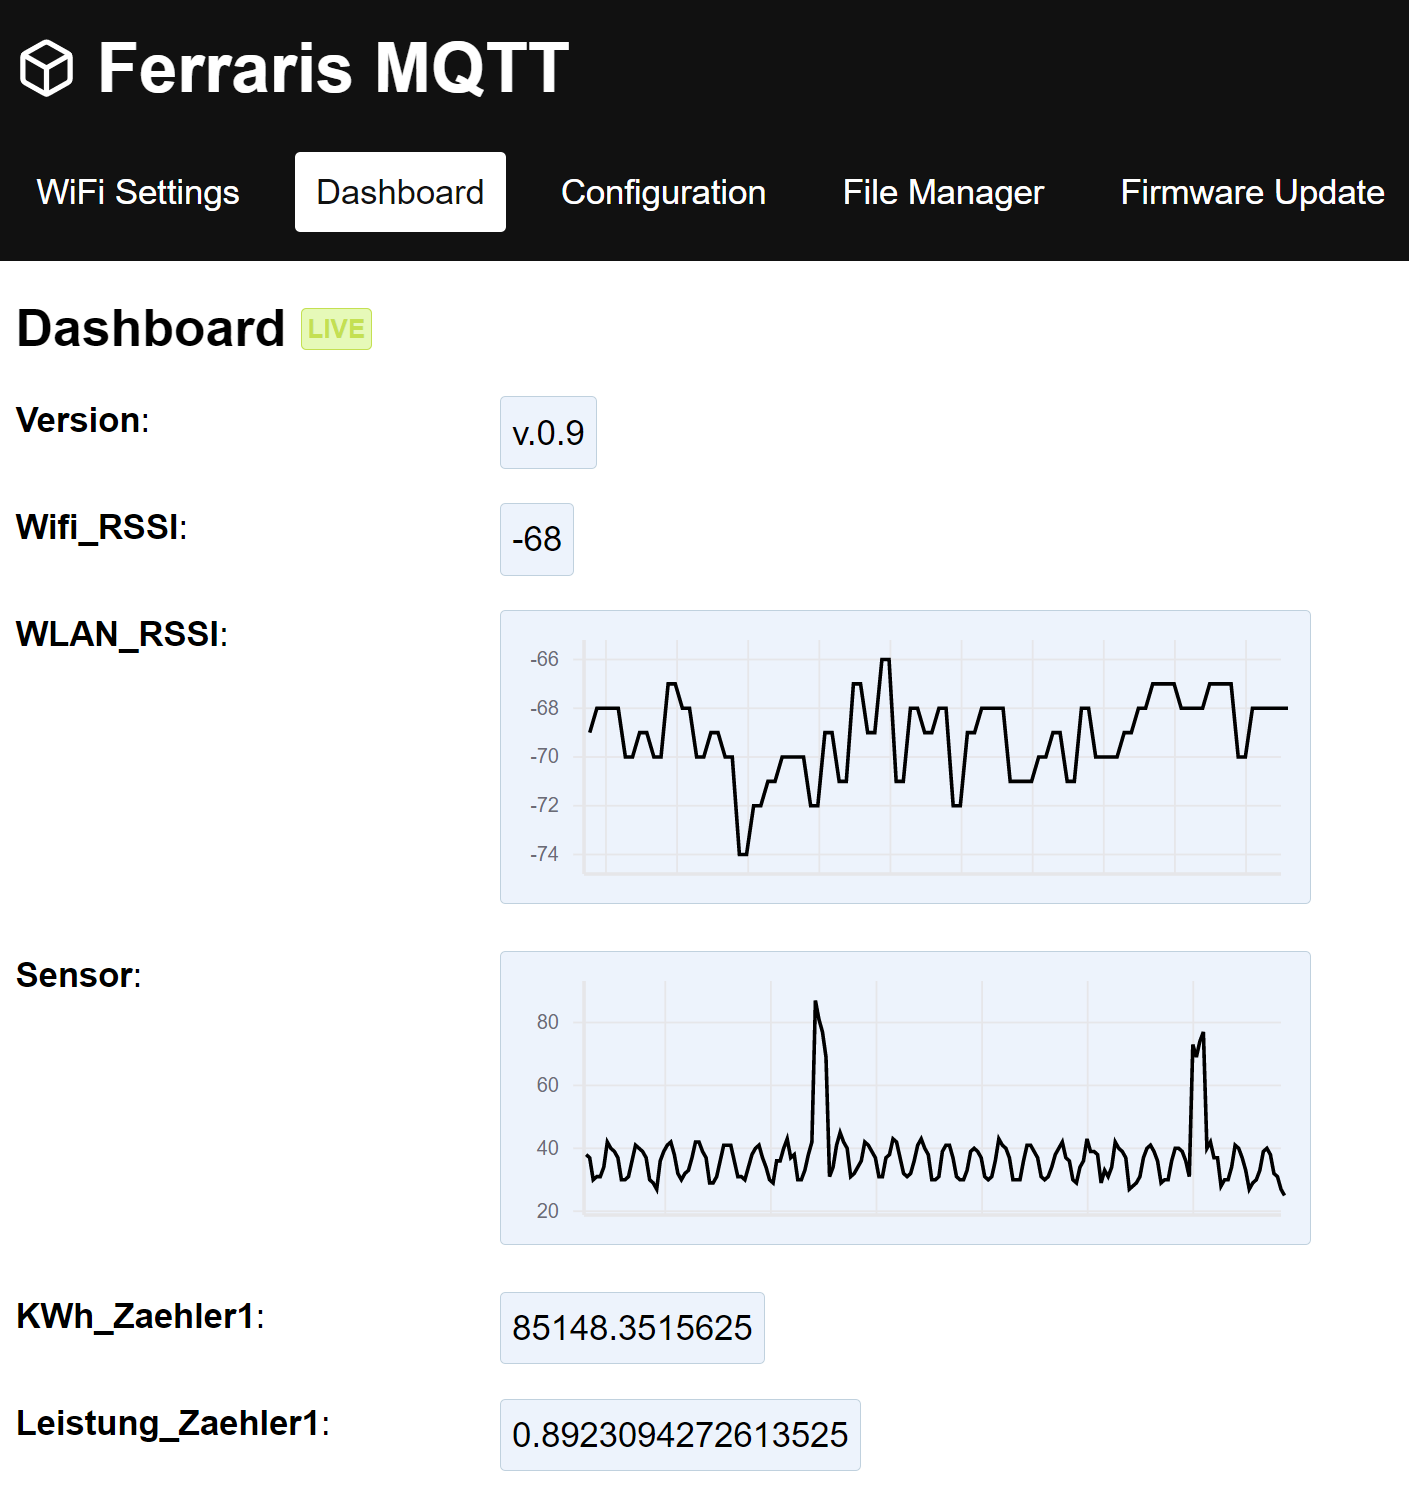 Ferraris MQTT
WiFi Settings Dashboard Configuration File Manager Firmware Update
Dashboard LIVE
Version: v.0.9
Wifi_RSSI: -68
WLAN_RSSI:
-66
-68
-70
-72
-74
Sensor:
80
60
40
20
KWh_Zaehler1: 85148.3515625
Leistung_Zaehler1: 0.8923094272613525